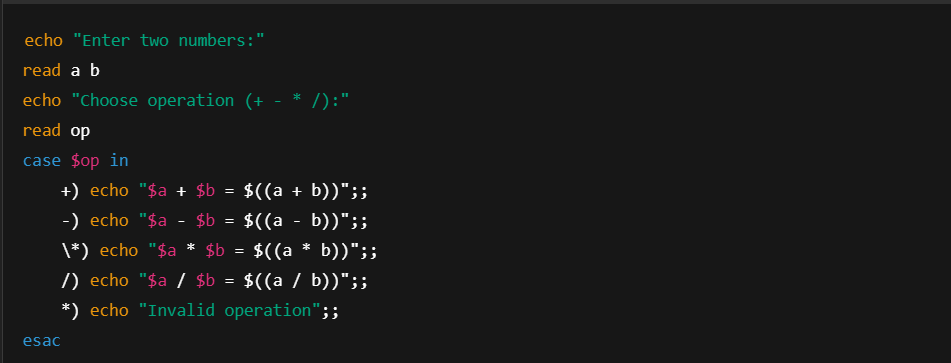 echo "Enter two numbers:"
read a b
echo "Choose operation (+ - * /):"
read op
case $op in
    +) echo "$a + $b = $((a + b))";;
    -) echo "$a - $b = $((a - b))";;
    \*) echo "$a * $b = $((a * b))";;
    /) echo "$a / $b = $((a / b))";;
    *) echo "Invalid operation";;
esac